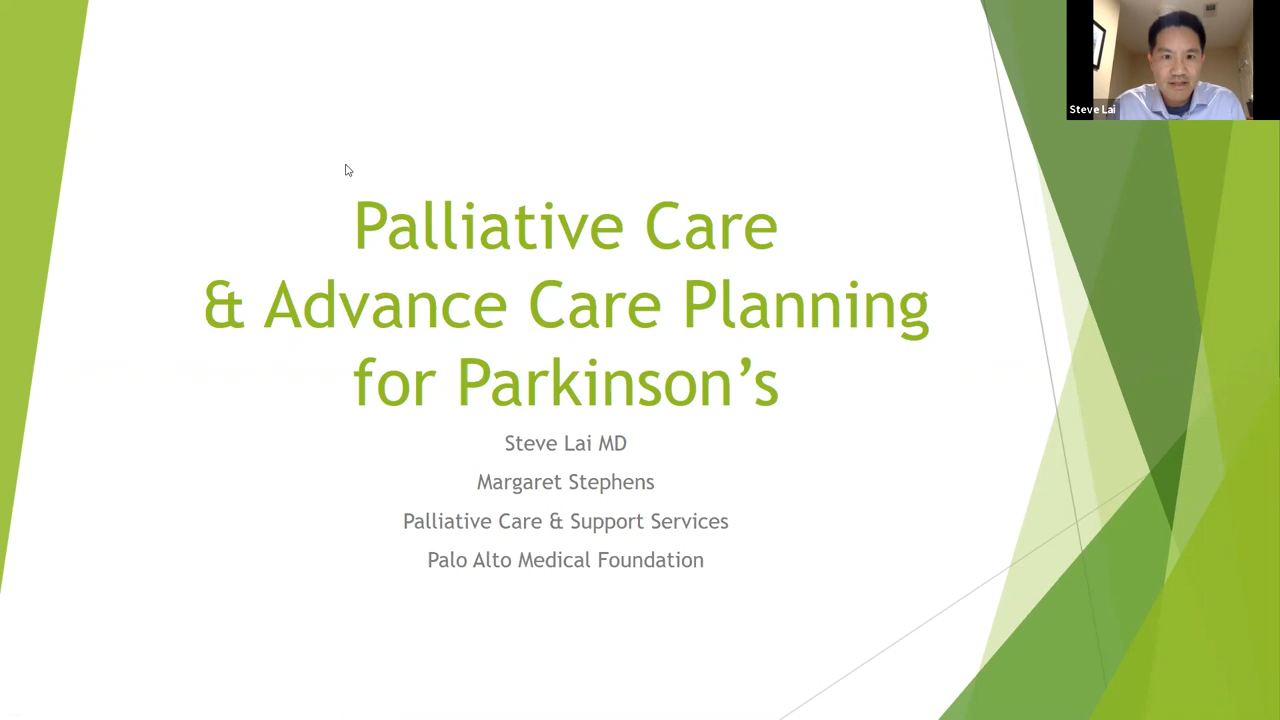 Steve Lai
Palliative Care
& Advance Care Planning
for Parkinson’s
Steve Lai MD
Margaret Stephens
Palliative Care & Support Services
Palo Alto Medical Foundation